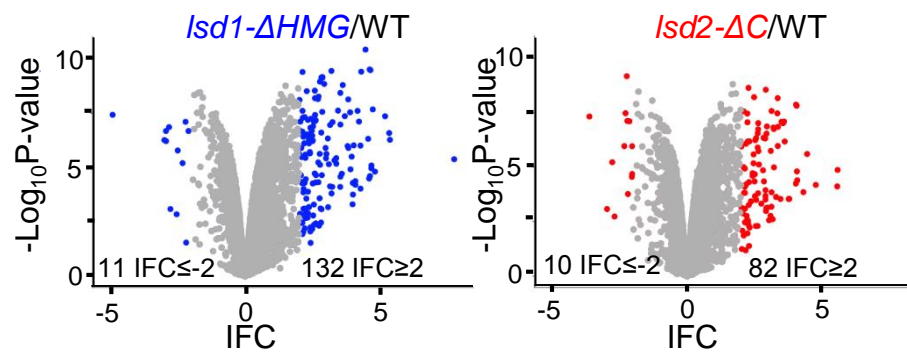 lsd1-ΔHMG/WT
10
5
0
-Log10P-value
11 lFC≤-2
132 lFC≥2
-5
0
5
lFC
lsd2-ΔC/WT
10
5
0
-Log10P-value
10 lFC≤-2
82 lFC≥2
-5
0
5
lFC